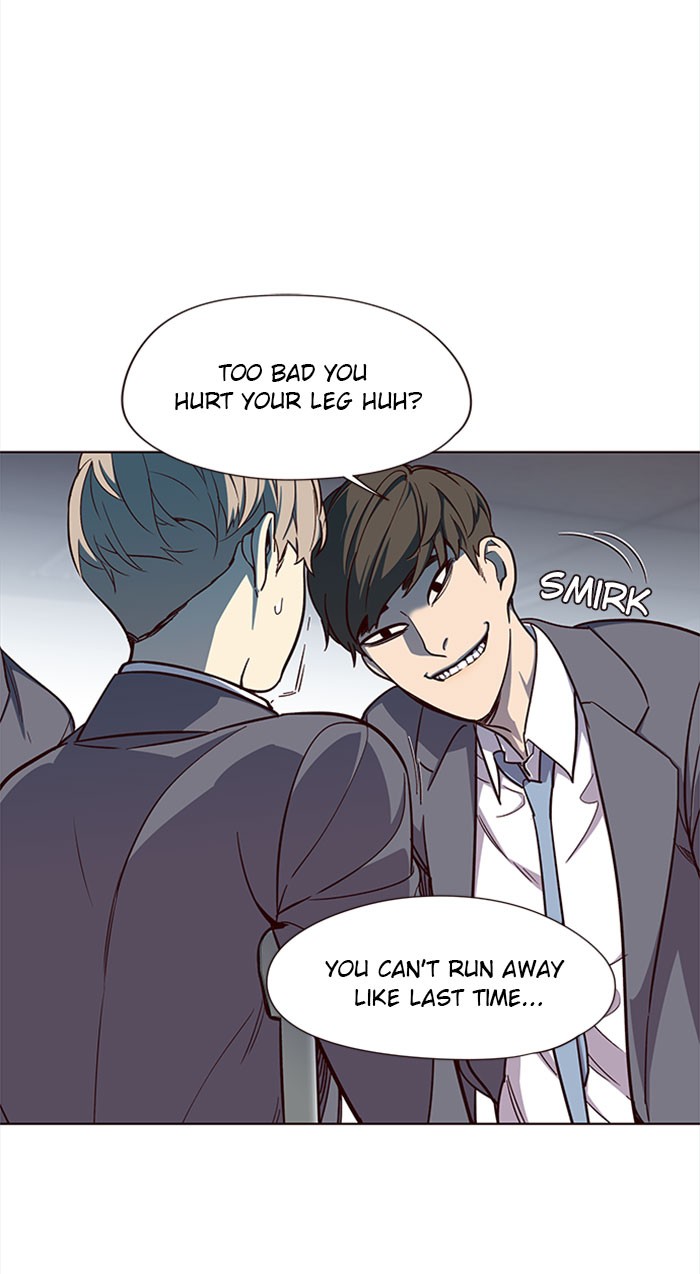 TOO BAD YOU
HURT YOUR LEG HUH?
SMIRK
YOU CAN'T RUN AWAY
LIKE LAST TIME...